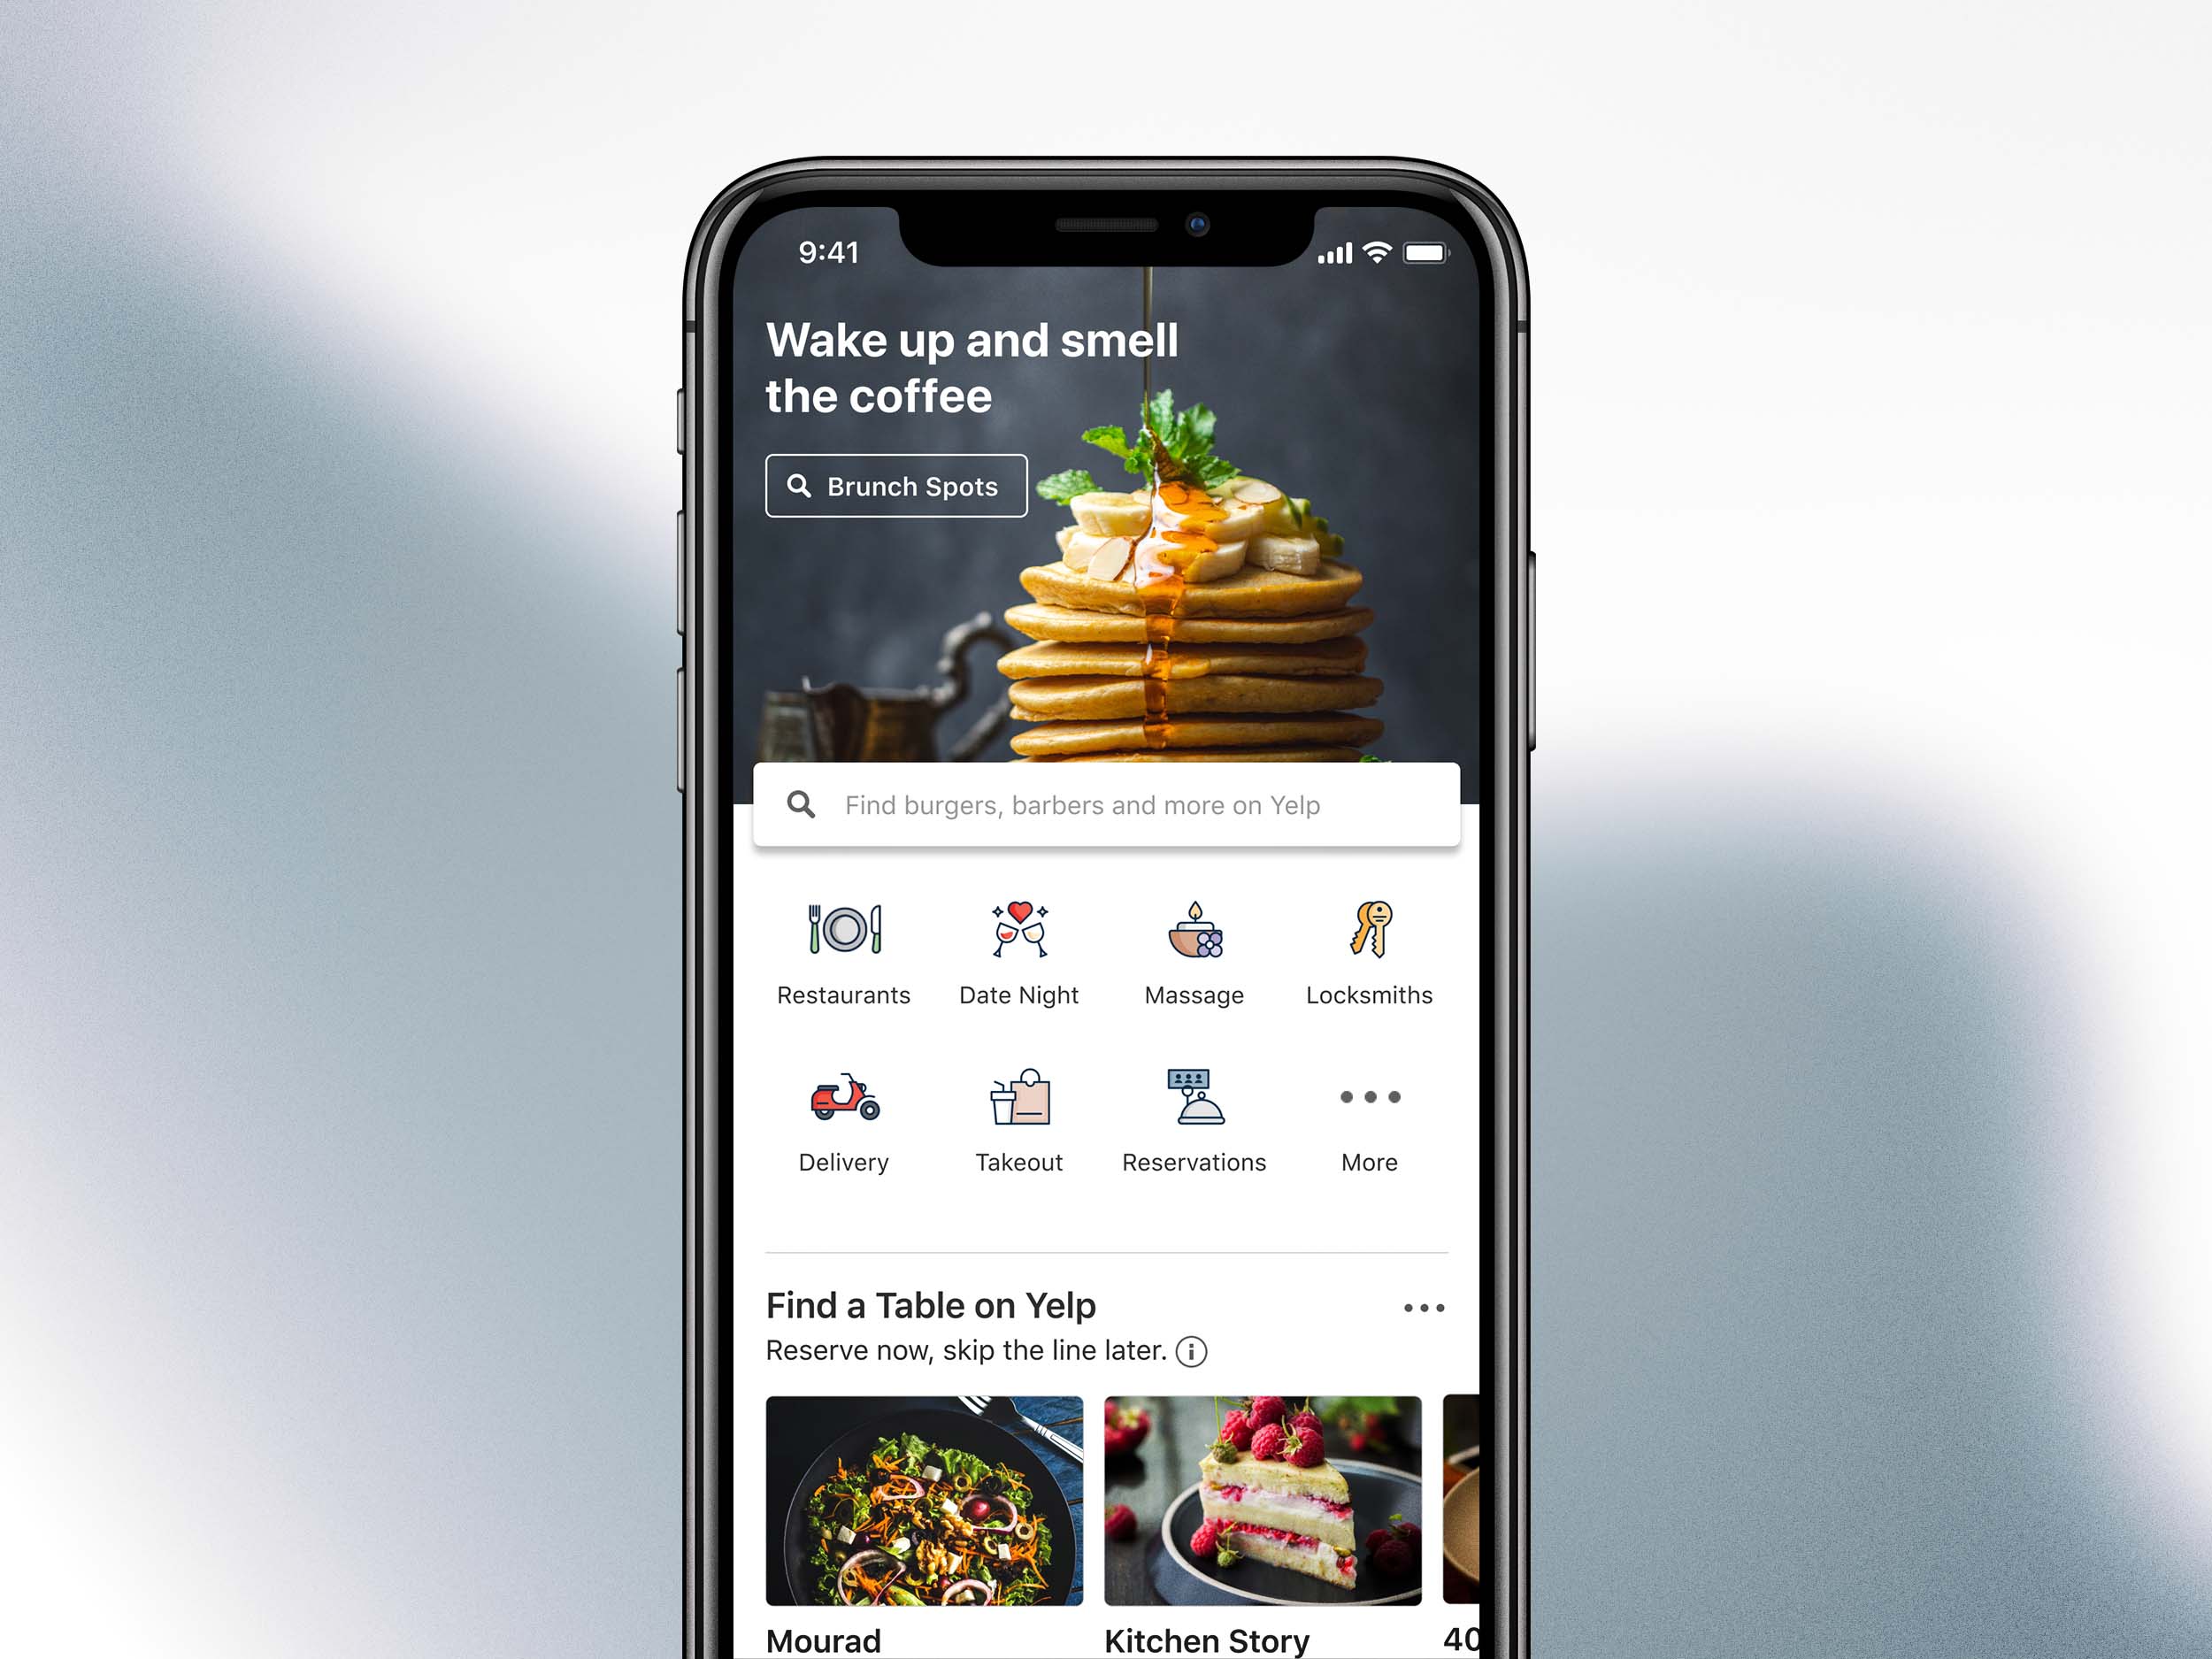 9:41
Wake up and smell
the coffee
Brunch Spots
Find burgers, barbers and more on Yelp
Restaurants
Date Night
Massage
Locksmiths
Delivery
Takeout
Reservations
More
Find a Table on Yelp
Reserve now, skip the line later.
Mourad
Kitchen Story
40